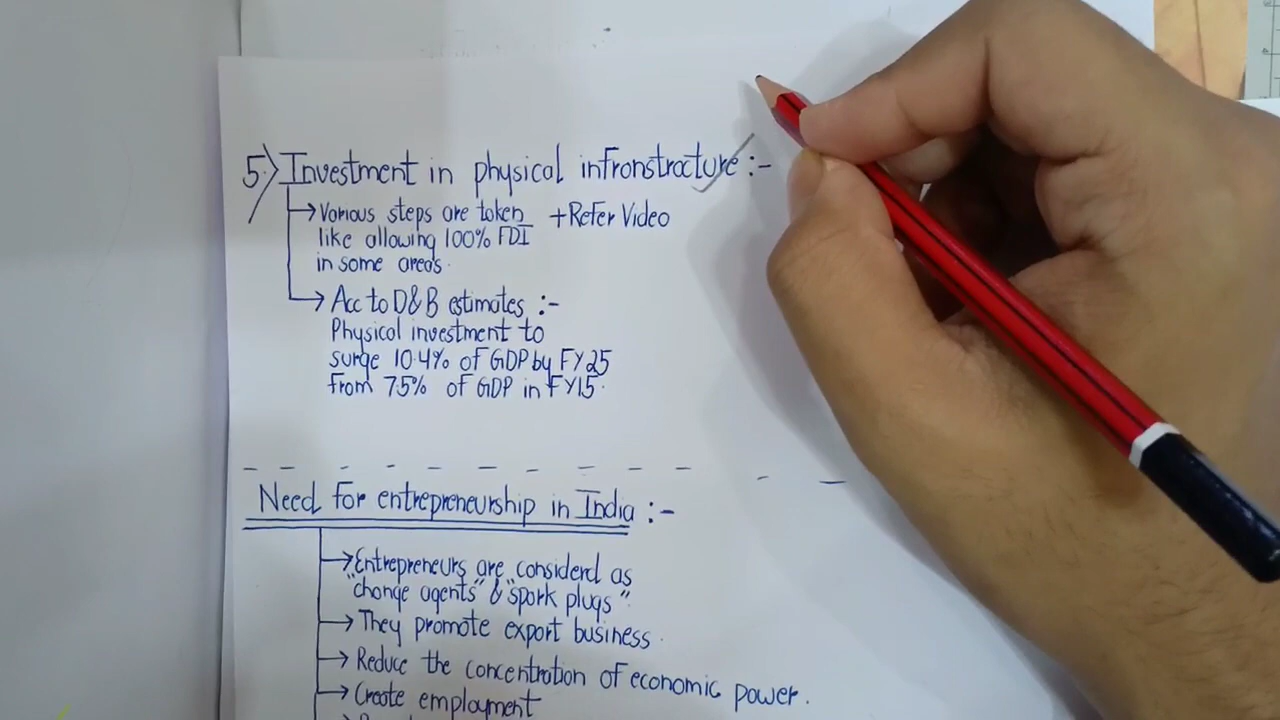 5.) Investment in physical infronstracture :-
→ Various steps are taken + Refer Video
like allowing 100% FDI
in some areas.
→ Acc to D&B estimates :-
Physical investment to
surge 10.4% of GDP by FY25
from 7.5% of GDP in FY15.
Need for entrepreneurship in India :-
→ Entrepreneurs are considerd as
"change agents" & "spark plugs".
→ They promote export business.
→ Reduce the concentration of economic power.
→ Create employment